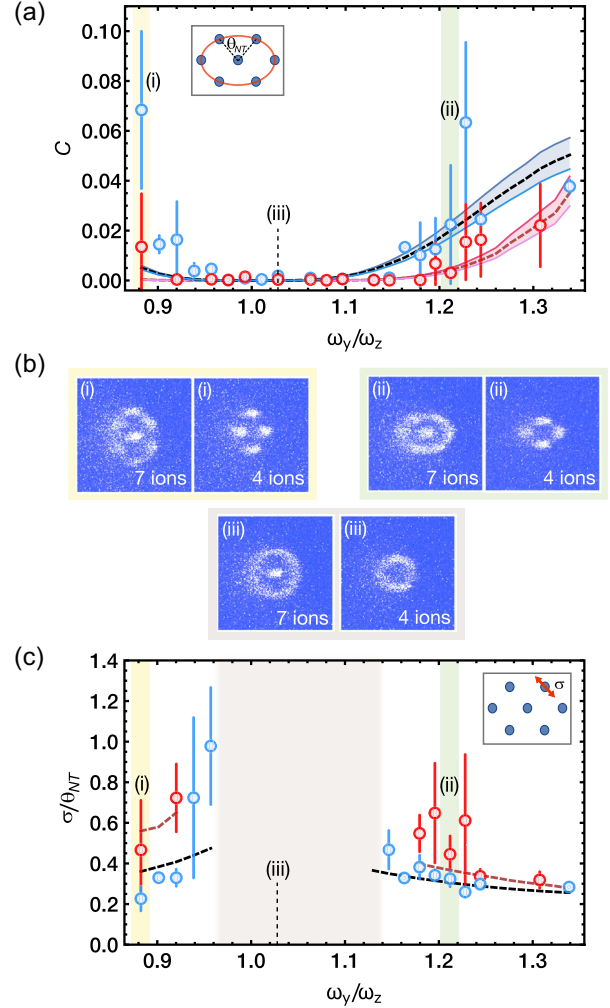 (a)
0.10
0.08
0.06
0.04
0.02
0.00
C
θNT
(i)
(ii)
(iii)
0.9 1.0 1.1 1.2 1.3
ωy/ωz
(b)
(i) (i) (ii) (ii)
7 ions 4 ions 7 ions 4 ions
(iii) (iii)
7 ions 4 ions
(c)
1.4
1.2
1.0
0.8
0.6
0.4
0.2
0.0
σ/θNT
σ
(i)
(ii)
(iii)
0.9 1.0 1.1 1.2 1.3
ωy/ωz